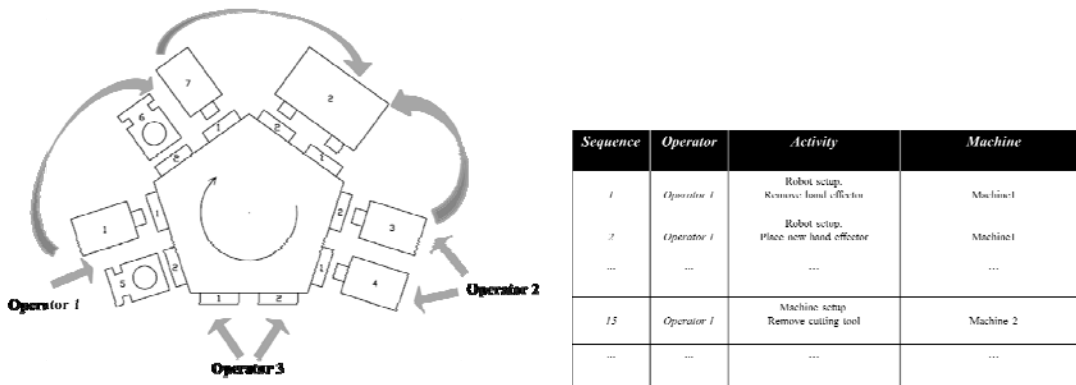 7
2
6
1
2
2
1
1
2
1
3
2
5
2
1
4
1
2
Operator 1
Operator 2
Operator 3
Sequence Operator Activity Machine
1 Operator 1 Robot setup. Machine1
Remove hand effector
2 Operator 1 Robot setup. Machine1
Place new hand effector
... ... ... ...
15 Operator 1 Machine setup Machine 2
Remove cutting tool
... ... ... ...